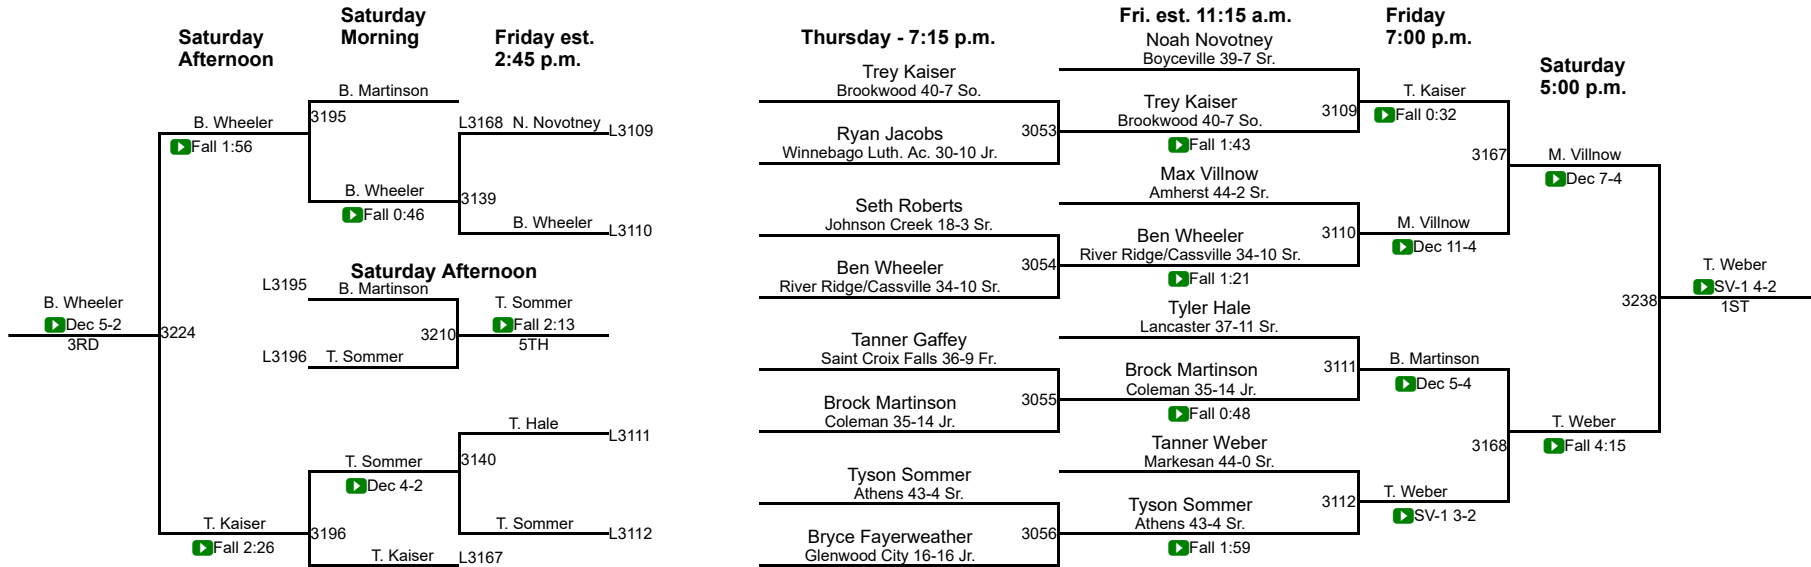 Saturday
Afternoon
Saturday
Morning
Friday est.
2:45 p.m.
B. Martinson
3195
B. Wheeler
Fall 1:56
L3168 N. Novotney L3109
B. Wheeler
Fall 0:46
3139
B. Wheeler L3110
Saturday Afternoon
L3195
B. Martinson
T. Sommer
Fall 2:13
5TH
3210
L3196 T. Sommer
B. Wheeler
Dec 5-2
3RD
3224
T. Hale L3111
T. Sommer
Dec 4-2
3140
T. Sommer L3112
T. Kaiser
Fall 2:26
3196
T. Kaiser L3167
Thursday - 7:15 p.m.
Trey Kaiser
Brookwood 40-7 So.
3053
Ryan Jacobs
Winnebago Luth. Ac. 30-10 Jr.
Seth Roberts
Johnson Creek 18-3 Sr.
3054
Ben Wheeler
River Ridge/Cassville 34-10 Sr.
Tanner Gaffey
Saint Croix Falls 36-9 Fr.
3055
Brock Martinson
Coleman 35-14 Jr.
Tyson Sommer
Athens 43-4 Sr.
3056
Bryce Fayerweather
Glenwood City 16-16 Jr.
Fri. est. 11:15 a.m.
Noah Novotney
Boyceville 39-7 Sr.
3109
Trey Kaiser
Brookwood 40-7 So.
Fall 1:43
Max Villnow
Amherst 44-2 Sr.
3110
Ben Wheeler
River Ridge/Cassville 34-10 Sr.
Fall 1:21
Tyler Hale
Lancaster 37-11 Sr.
3111
Brock Martinson
Coleman 35-14 Jr.
Fall 0:48
Tanner Weber
Markesan 44-0 Sr.
3112
Tyson Sommer
Athens 43-4 Sr.
Fall 1:59
Friday
7:00 p.m.
T. Kaiser
Fall 0:32
3167
M. Villnow
Dec 11-4
B. Martinson
Dec 5-4
3168
T. Weber
SV-1 3-2
Saturday
5:00 p.m.
M. Villnow
Dec 7-4
3238
T. Weber
Fall 4:15
T. Weber
SV-1 4-2
1ST